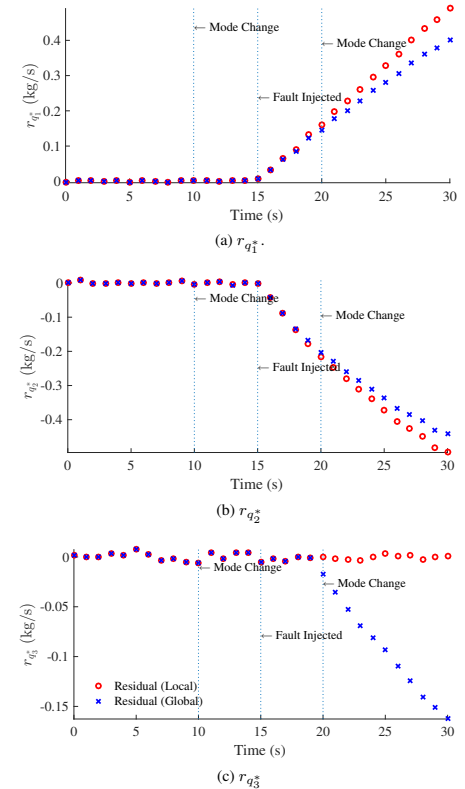 0.4
0.3
0.2
0.1
0
r_{q_1^*} (kg/s)
← Mode Change
← Mode Change
← Fault Injected
0 5 10 15 20 25 30
Time (s)
(a) r_{q_1^*}.
0
-0.1
-0.2
-0.3
-0.4
r_{q_2^*} (kg/s)
← Mode Change
← Mode Change
← Fault Injected
0 5 10 15 20 25 30
Time (s)
(b) r_{q_2^*}
0
-0.05
-0.1
-0.15
r_{q_3^*} (kg/s)
← Mode Change
← Mode Change
← Fault Injected
Residual (Local)
Residual (Global)
0 5 10 15 20 25 30
Time (s)
(c) r_{q_3^*}